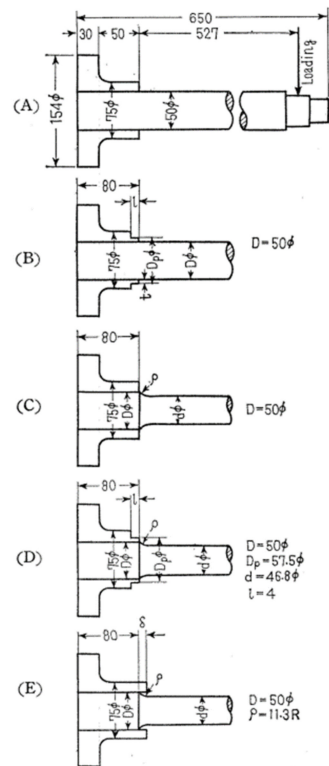 650
30 50 527
Loading
(A) 154φ 75φ 50φ
80
l
(B) 75φ Dpφ Dφ D=50φ
t
80
ρ
(C) 75φ Dφ dφ D=50φ
80
l
ρ
(D) 75φ Dφ Dpφ dφ
D=50φ
Dp=57.5φ
d=46.8φ
l=4
80 δ
ρ
(E) 75φ Dφ dφ
D=50φ
ρ=11.3R